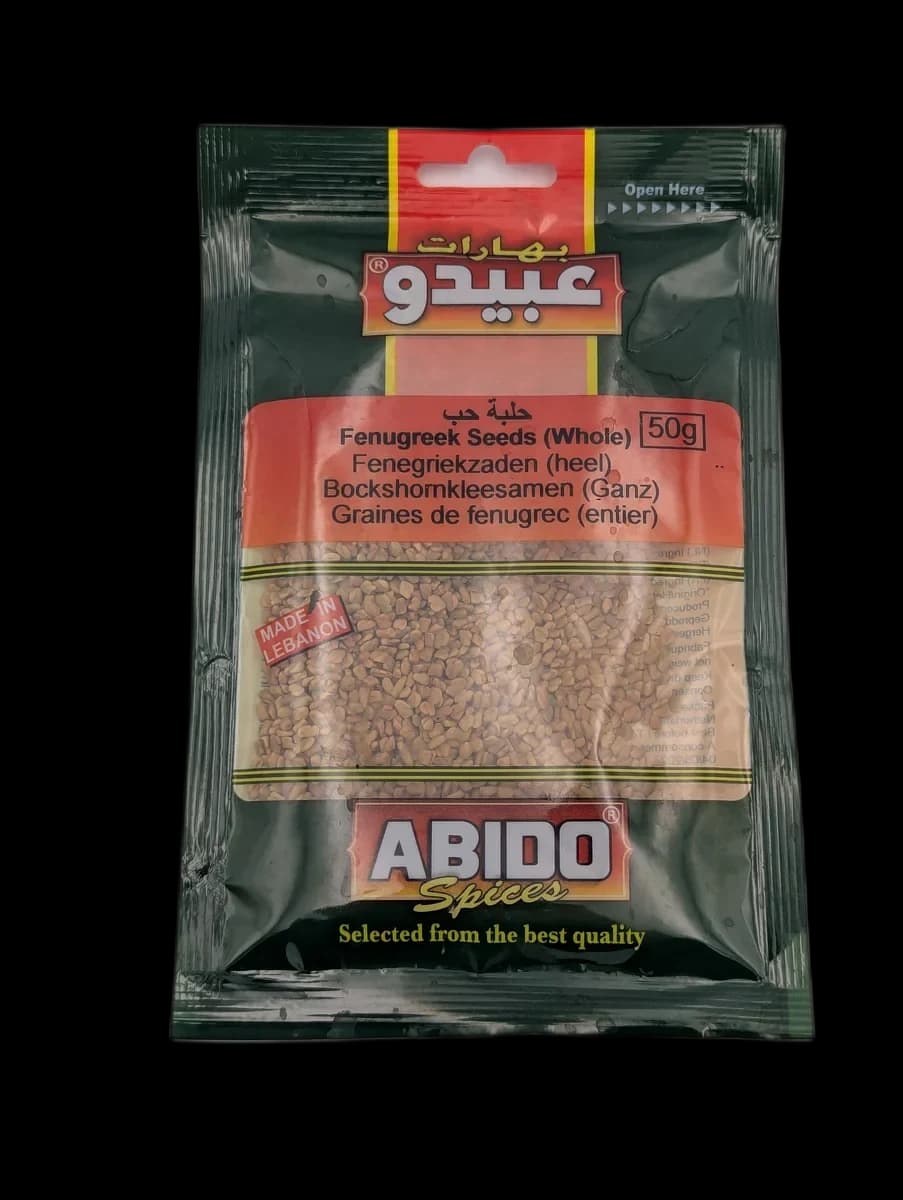 Open Here
بهارات
عبيدو
®
حلبة حب
Fenugreek Seeds (Whole)
50g
Fenegriekzaden (heel)
Bockshornkleesamen (Ganz)
Graines de fenugrec (entier)
MADE IN
LEBANON
ABIDO
®
Spices
Selected from the best quality